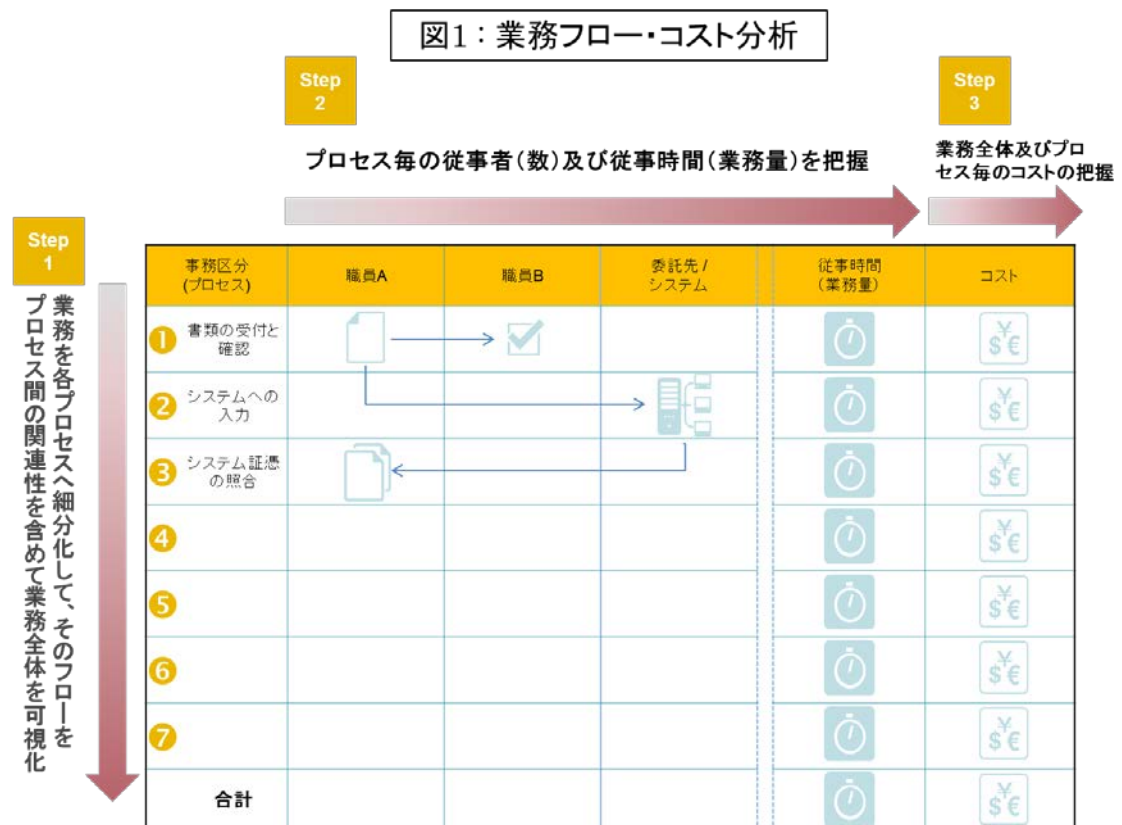 図1：業務フロー・コスト分析
Step
2
Step
3
プロセス毎の従事者(数)及び従事時間(業務量)を把握
業務全体及びプロ
セス毎のコストの把握
Step
1
業務を各プロセスへ細分化して、そのフローを
プロセス間の関連性を含めて業務全体を可視化
事務区分
(プロセス)
職員A
職員B
委託先/
システム
従事時間
(業務量)
コスト
1 書類の受付と
確認
¥
$€
2 システムへの
入力
¥
$€
3 システム証憑
の照合
¥
$€
4
¥
$€
5
¥
$€
6
¥
$€
7
¥
$€
合計
¥
$€